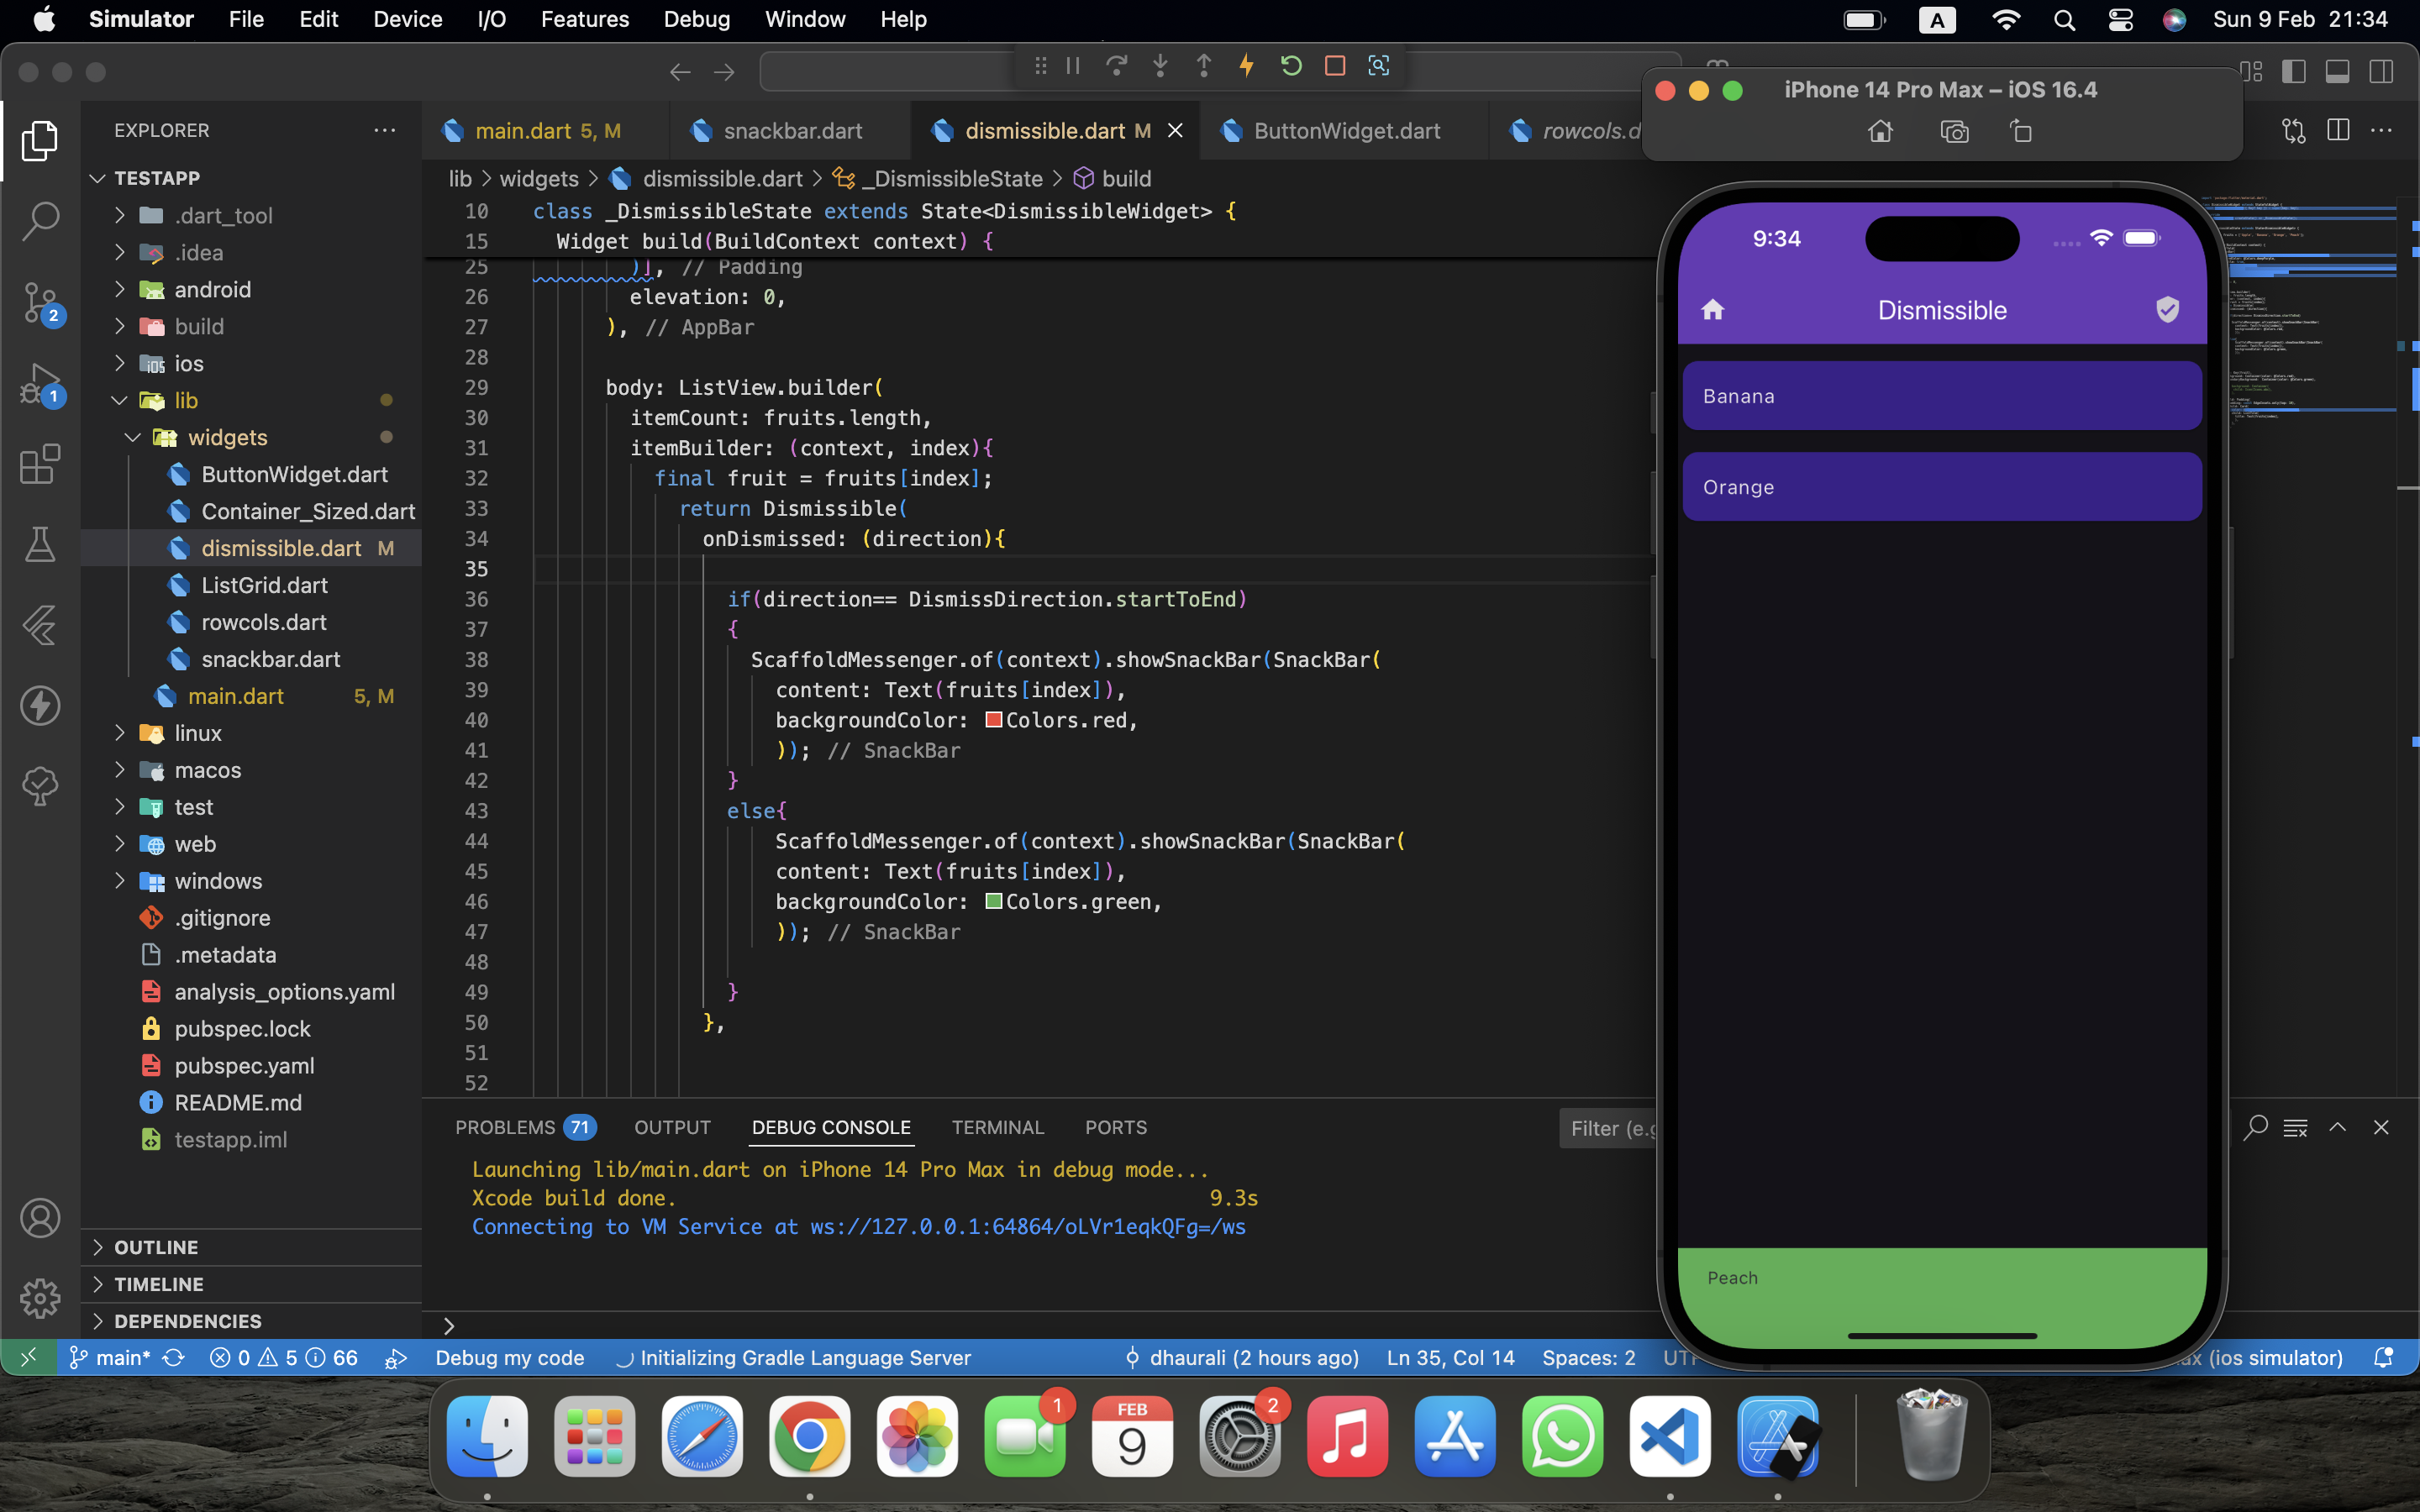 Simulator File Edit Device I/O Features Debug Window Help A Sun 9 Feb 21:34
EXPLORER
TESTAPP
.dart_tool
.idea
android
build
ios
lib
widgets
ButtonWidget.dart
Container_Sized.dart
dismissible.dart M
ListGrid.dart
rowcols.dart
snackbar.dart
main.dart 5, M
linux
macos
test
web
windows
.gitignore
.metadata
analysis_options.yaml
pubspec.lock
pubspec.yaml
README.md
testapp.iml
OUTLINE
TIMELINE
DEPENDENCIES
2
1
main.dart 5, M snackbar.dart dismissible.dart M ButtonWidget.dart rowcols.d
lib > widgets > dismissible.dart > _DismissibleState > build
10 class _DismissibleState extends State<DismissibleWidget> {
15 Widget build(BuildContext context) {
25 )], // Padding
26 elevation: 0,
27 ), // AppBar
28
29 body: ListView.builder(
30 itemCount: fruits.length,
31 itemBuilder: (context, index){
32 final fruit = fruits[index];
33 return Dismissible(
34 onDismissed: (direction){
35
36 if(direction== DismissDirection.startToEnd)
37 {
38 ScaffoldMessenger.of(context).showSnackBar(SnackBar(
39 content: Text(fruits[index]),
40 backgroundColor: Colors.red,
41 )); // SnackBar
42 }
43 else{
44 ScaffoldMessenger.of(context).showSnackBar(SnackBar(
45 content: Text(fruits[index]),
46 backgroundColor: Colors.green,
47 )); // SnackBar
48
49 }
50 },
51
52
PROBLEMS 71 OUTPUT DEBUG CONSOLE TERMINAL PORTS Filter (e.g
Launching lib/main.dart on iPhone 14 Pro Max in debug mode...
Xcode build done. 9.3s
Connecting to VM Service at ws://127.0.0.1:64864/oLVr1eqkQFg=/ws
main* 0 5 66 Debug my code Initializing Gradle Language Server dhaurali (2 hours ago) Ln 35, Col 14 Spaces: 2 UTF ax (ios simulator)
iPhone 14 Pro Max – iOS 16.4
9:34
Dismissible
Banana
Orange
Peach
1
FEB
9
2